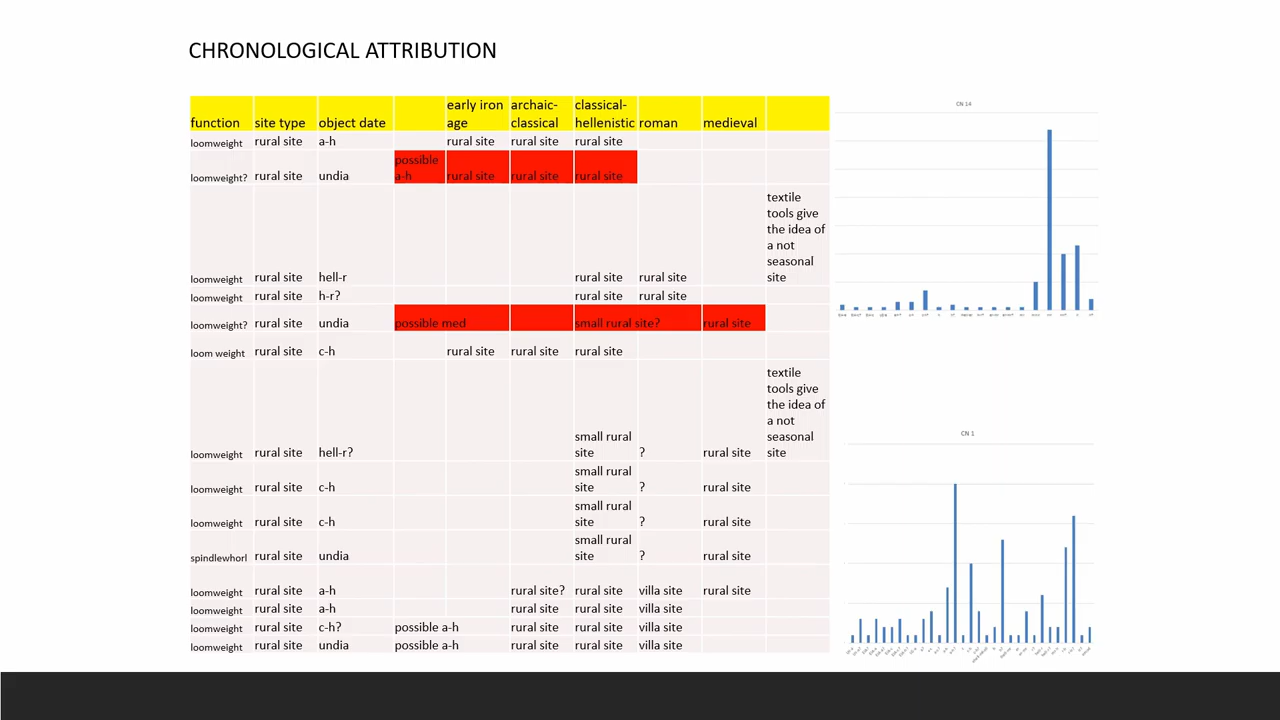 CHRONOLOGICAL ATTRIBUTION
function site type object date early iron age archaic-classical classical-hellenistic roman medieval
loomweight rural site a-h rural site rural site rural site
loomweight? rural site undia possible a-h rural site rural site rural site
loomweight rural site hell-r rural site rural site textile tools give the idea of a not seasonal site
loomweight rural site h-r? rural site rural site
loomweight? rural site undia possible med small rural site? rural site
loom weight rural site c-h rural site rural site rural site
loomweight rural site hell-r? small rural site ? rural site textile tools give the idea of a not seasonal site
loomweight rural site c-h small rural site ? rural site
loomweight rural site c-h small rural site ? rural site
spindlewhorl rural site undia small rural site ? rural site
loomweight rural site a-h rural site? rural site villa site rural site
loomweight rural site a-h rural site rural site villa site
loomweight rural site c-h? possible a-h rural site rural site villa site
loomweight rural site undia possible a-h rural site rural site villa site
CN 14
CN 1